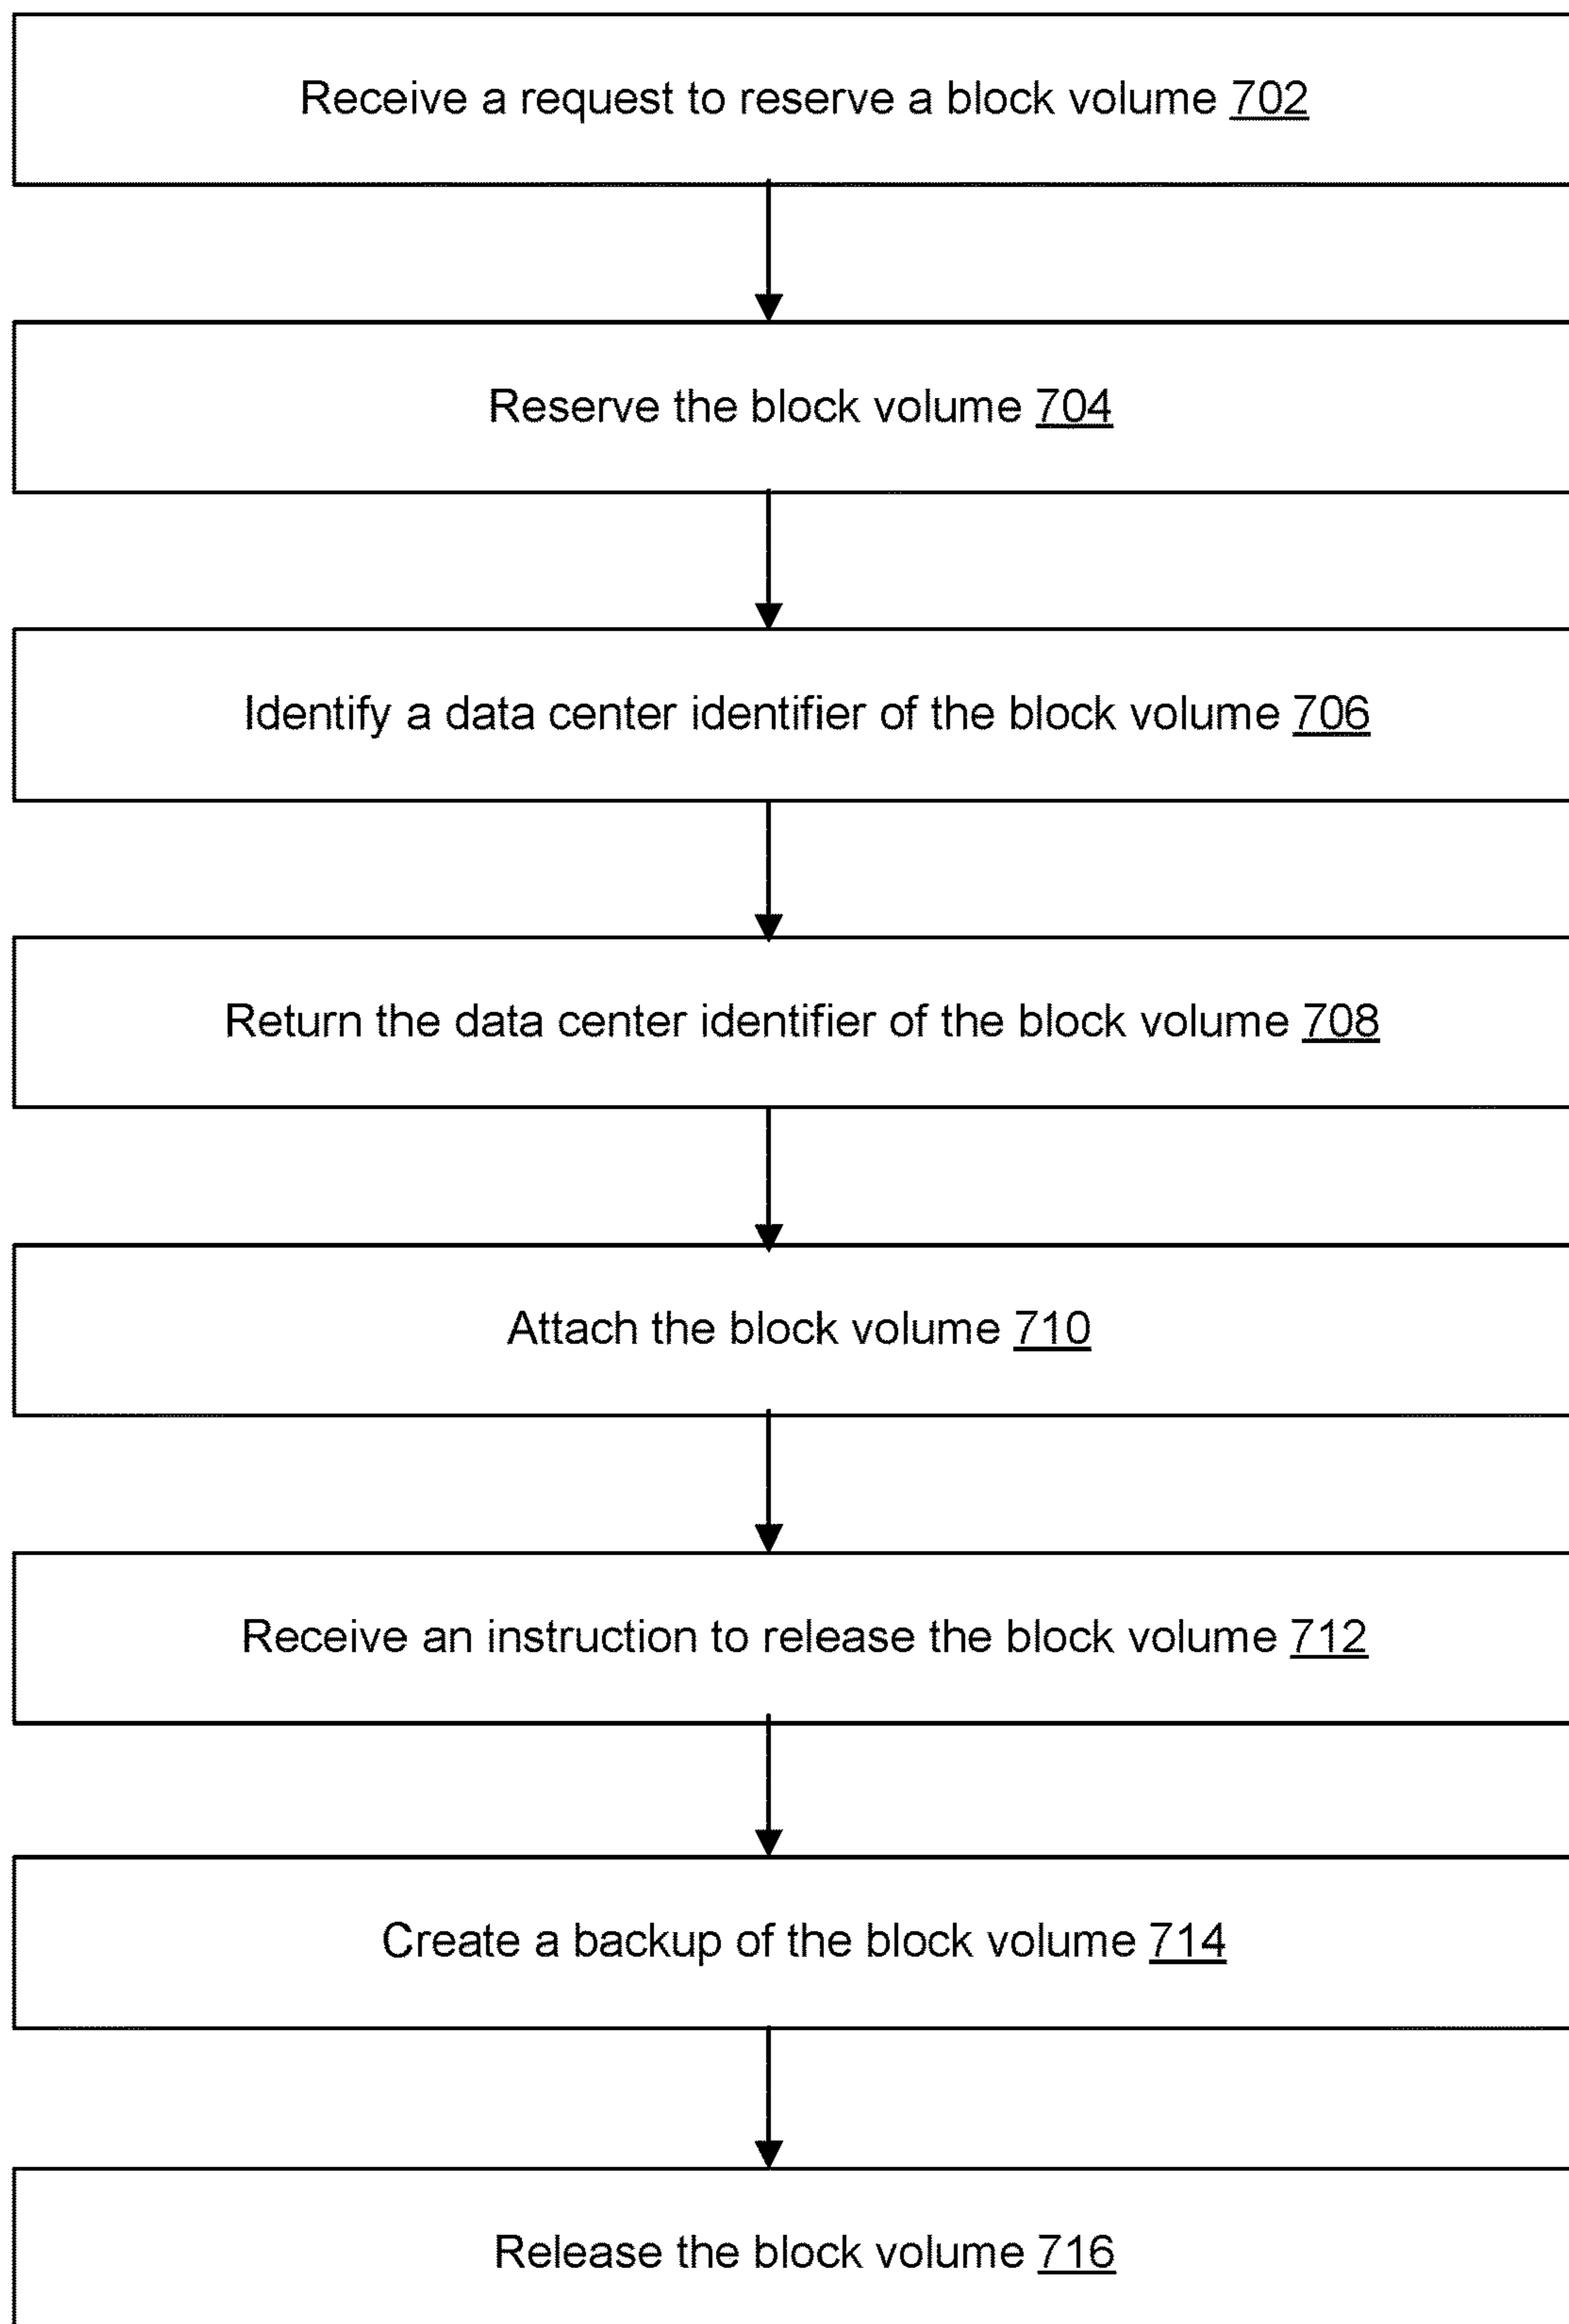 Receive a request to reserve a block volume 702
Reserve the block volume 704
Identify a data center identifier of the block volume 706
Return the data center identifier of the block volume 708
Attach the block volume 710
Receive an instruction to release the block volume 712
Create a backup of the block volume 714
Release the block volume 716